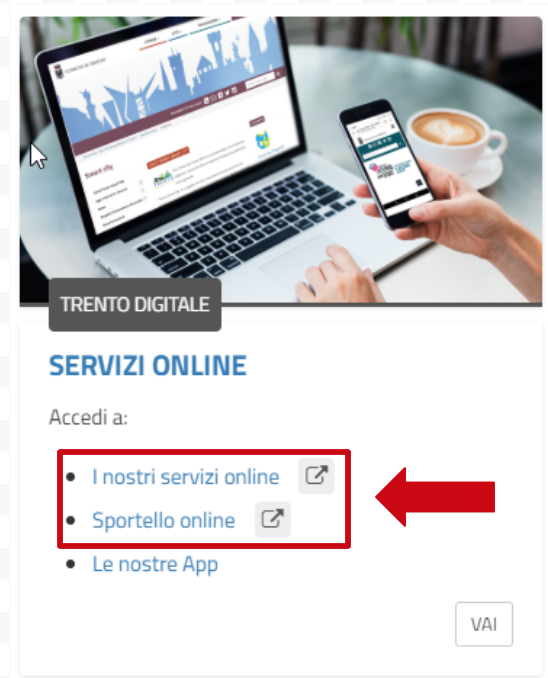 TRENTO DIGITALE
SERVIZI ONLINE
Accedi a:
I nostri servizi online
Sportello online
Le nostre App
VAI